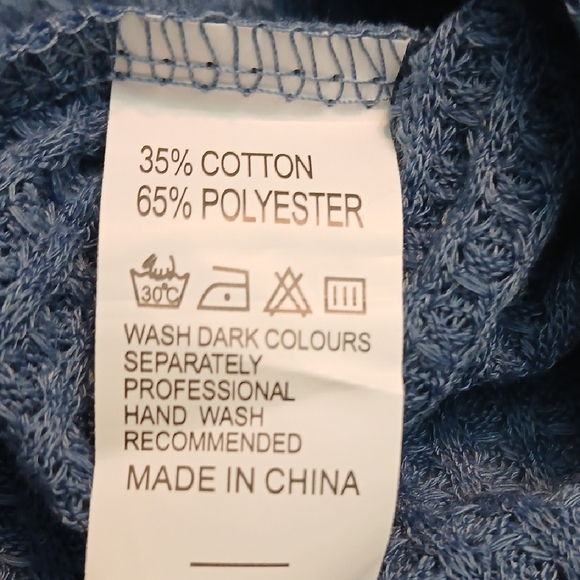 35% COTTON
65% POLYESTER
30°C
WASH DARK COLOURS
SEPARATELY
PROFESSIONAL
HAND WASH
RECOMMENDED
MADE IN CHINA